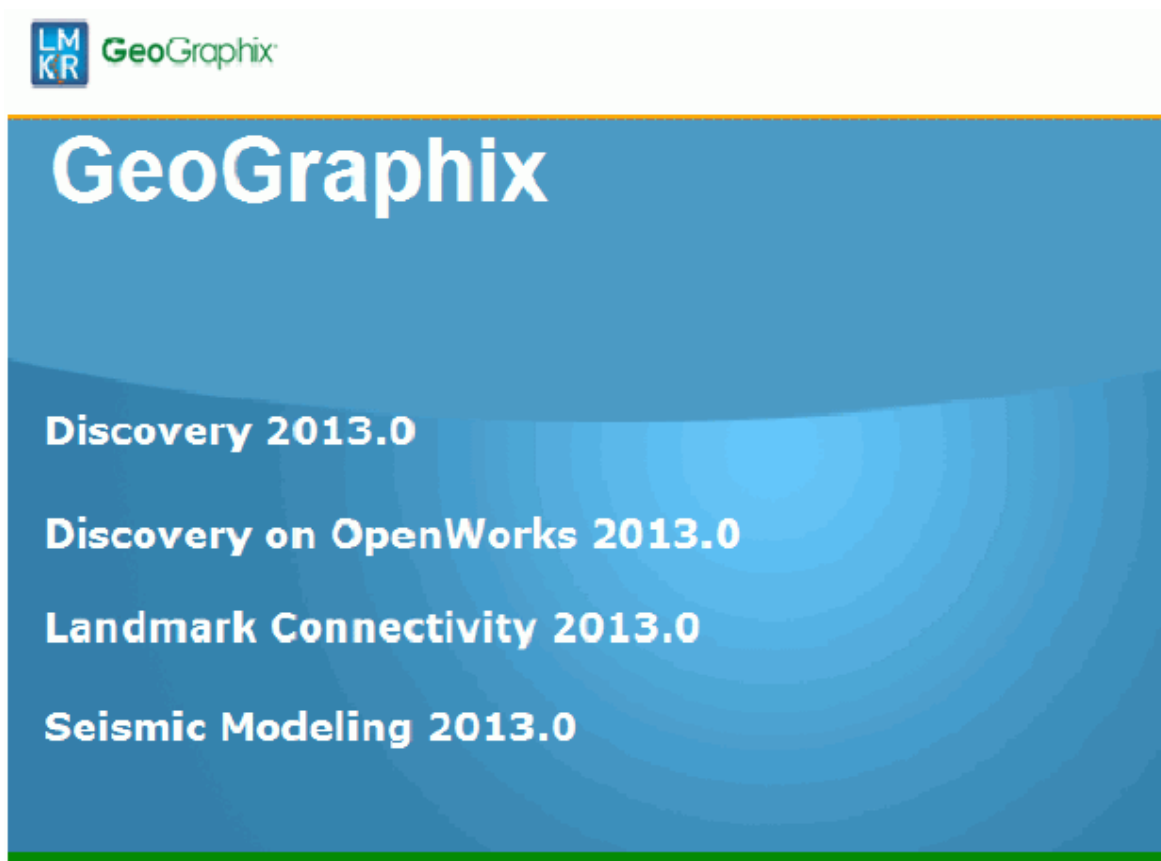 LM
KR
GeoGraphix
GeoGraphix
Discovery 2013.0
Discovery on OpenWorks 2013.0
Landmark Connectivity 2013.0
Seismic Modeling 2013.0